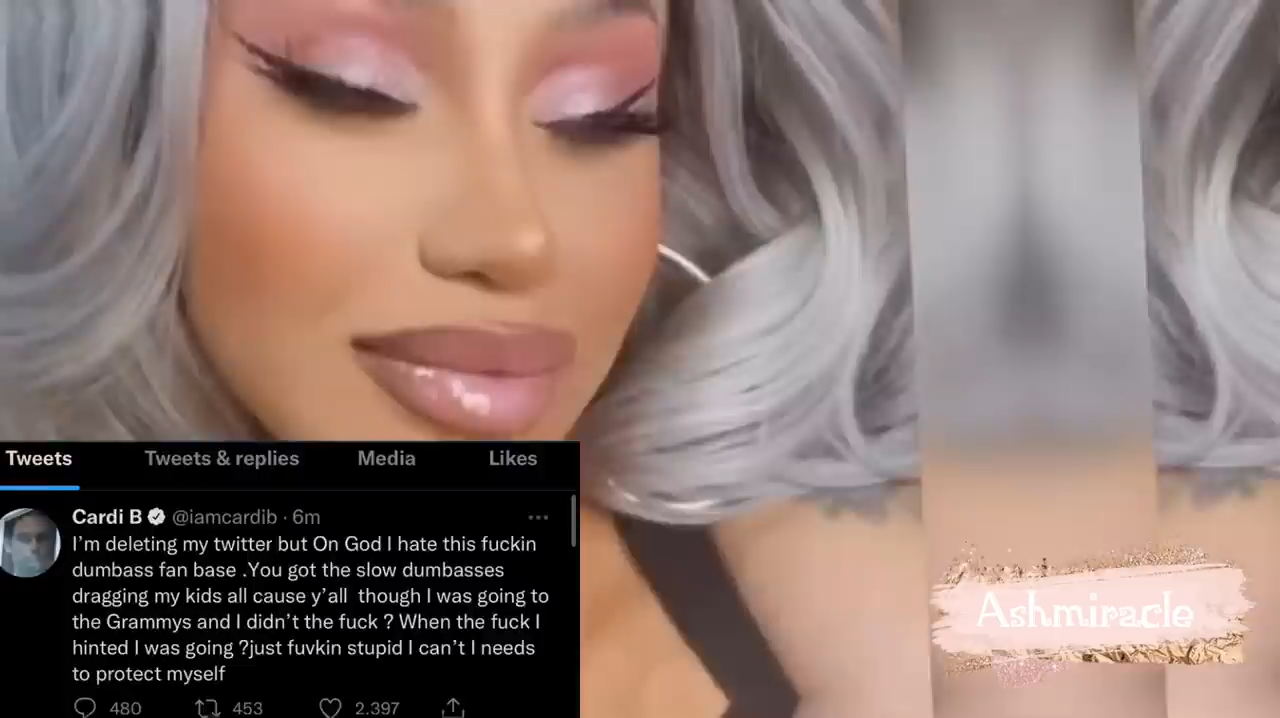 Tweets Tweets & replies Media Likes
Cardi B @iamcardib · 6m
I'm deleting my twitter but On God I hate this fuckin
dumbass fan base .You got the slow dumbasses
dragging my kids all cause y'all  though I was going to
the Grammys and I didn't the fuck ? When the fuck I
hinted I was going ?just fuvkin stupid I can't I needs
to protect myself
480 453 2.397
Ashmiracle